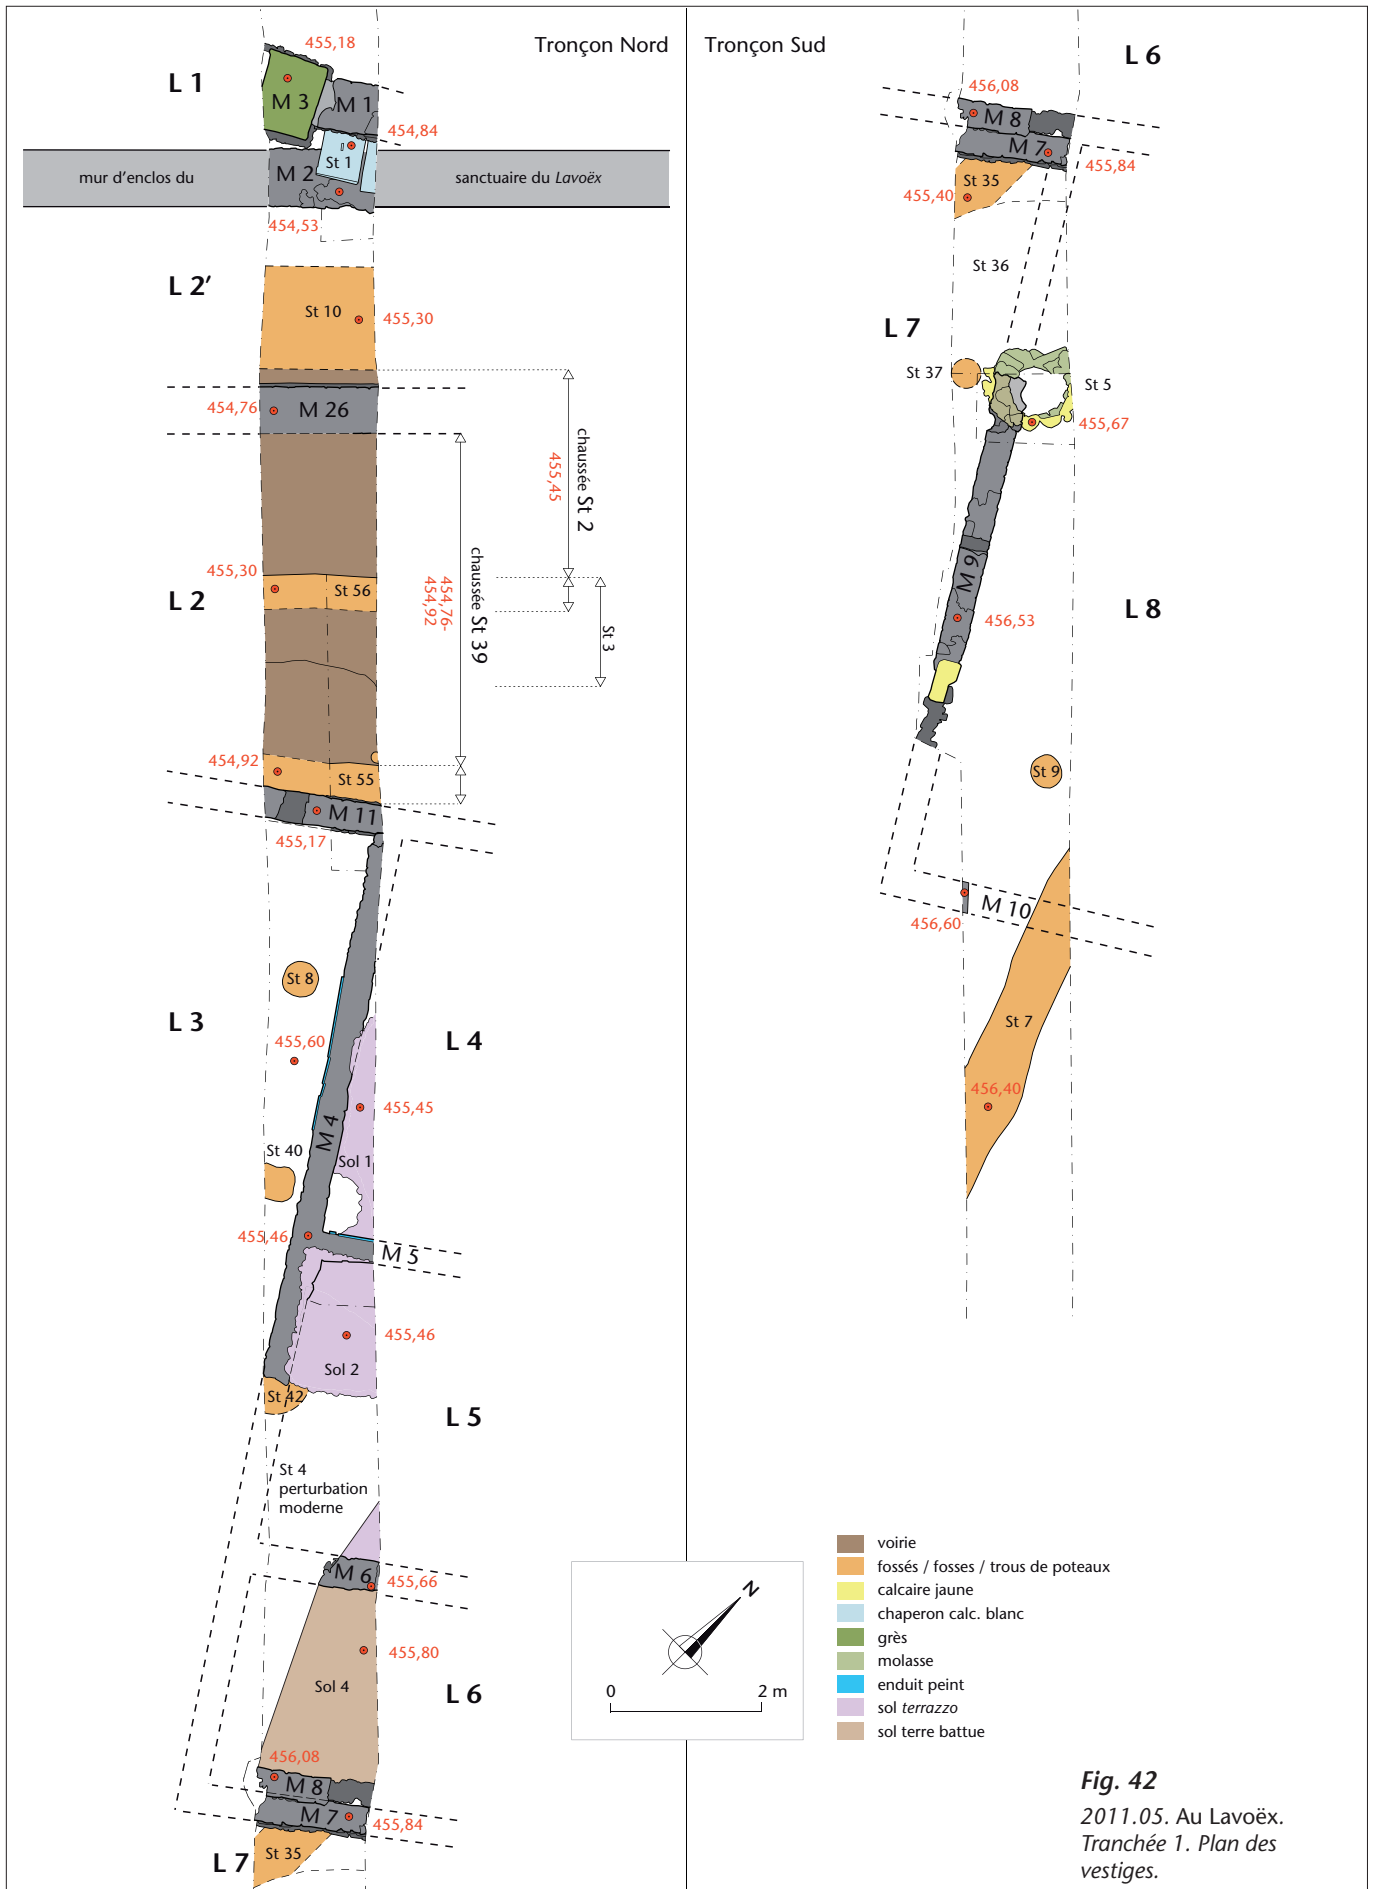 Tronçon Nord
455,18
L 1
M 3
M 1
454,84
St 1
mur d'enclos du
M 2
sanctuaire du Lavoëx
454,53
L 2'
St 10
455,30
454,76
M 26
chaussée St 2
455,45
455,30
St 56
L 2
chaussée St 39
454,76-
454,92
St 3
454,92
St 55
M 11
455,17
St 8
L 3
455,60
L 4
455,45
M 4
St 40
Sol 1
455,46
M 5
455,46
Sol 2
St 42
L 5
St 4
perturbation
moderne
M 6
455,66
455,80
Sol 4
L 6
456,08
M 8
M 7
455,84
St 35
L 7
Tronçon Sud
L 6
456,08
M 8
M 7
455,84
St 35
455,40
St 36
L 7
St 37
St 5
455,67
M 9
L 8
456,53
St 9
M 10
456,60
St 7
456,40
N
0 2 m
voirie
fossés / fosses / trous de poteaux
calcaire jaune
chaperon calc. blanc
grès
molasse
enduit peint
sol terrazzo
sol terre battue
Fig. 42
2011.05. Au Lavoëx.
Tranchée 1. Plan des
vestiges.